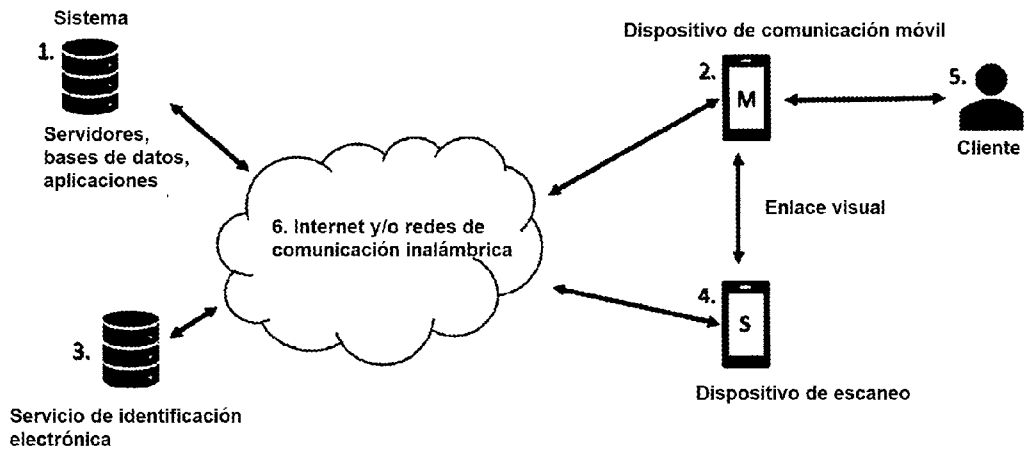 Sistema
1.
Servidores,
bases de datos,
aplicaciones
Dispositivo de comunicación móvil
2.
M
5.
Cliente
6. Internet y/o redes de
comunicación inalámbrica
Enlace visual
3.
Servicio de identificación
electrónica
4.
S
Dispositivo de escaneo